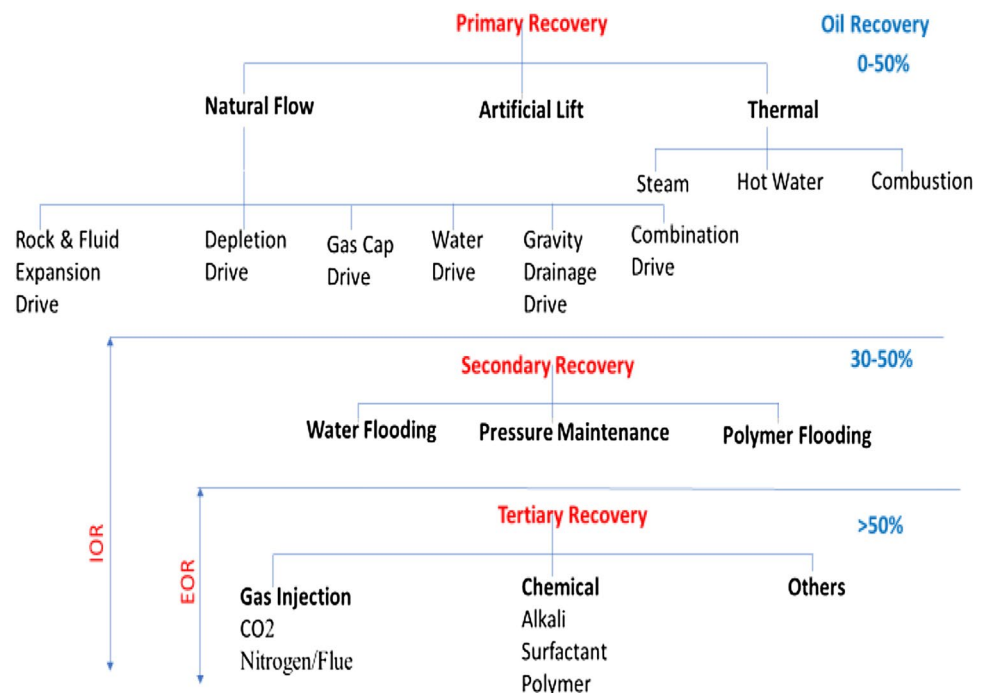 Primary Recovery
Oil Recovery
0-50%
Natural Flow
Artificial Lift
Thermal
Steam
Hot Water
Combustion
Rock & Fluid
Expansion
Drive
Depletion
Drive
Gas Cap
Drive
Water
Drive
Gravity
Drainage
Drive
Combination
Drive
30-50%
Secondary Recovery
Water Flooding
Pressure Maintenance
Polymer Flooding
Tertiary Recovery
>50%
IOR
EOR
Gas Injection
CO2
Nitrogen/Flue
Chemical
Alkali
Surfactant
Polymer
Others